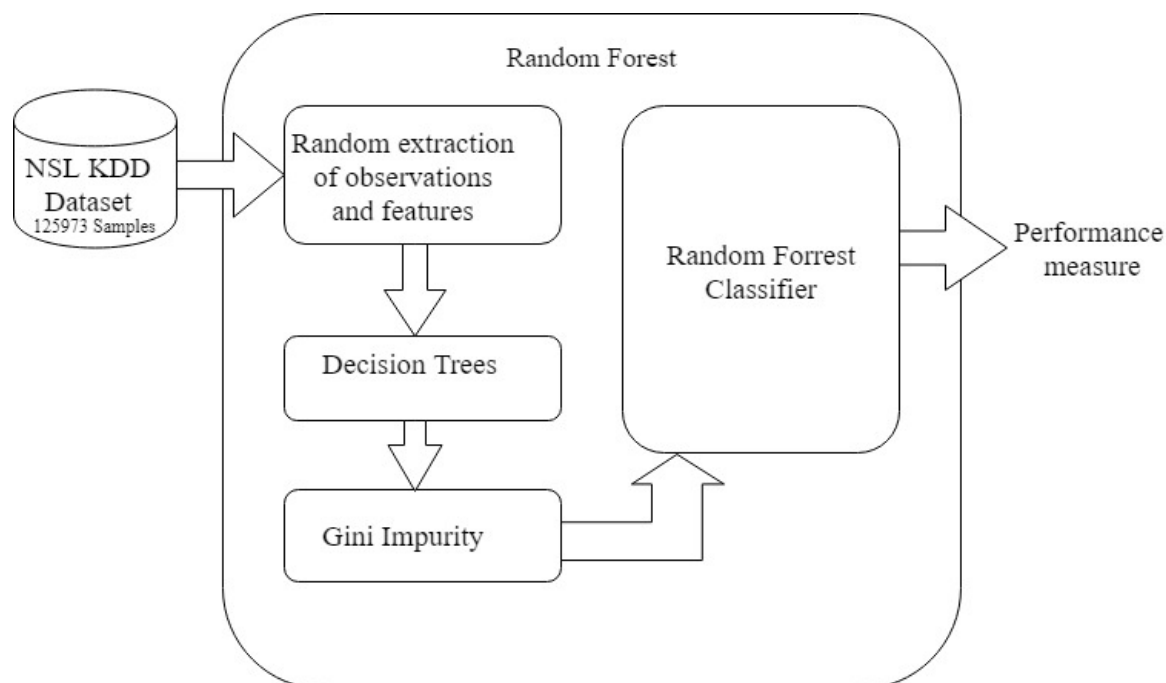 Random Forest
NSL KDD
Dataset
125973 Samples
Random extraction
of observations
and features
Decision Trees
Gini Impurity
Random Forrest
Classifier
Performance
measure